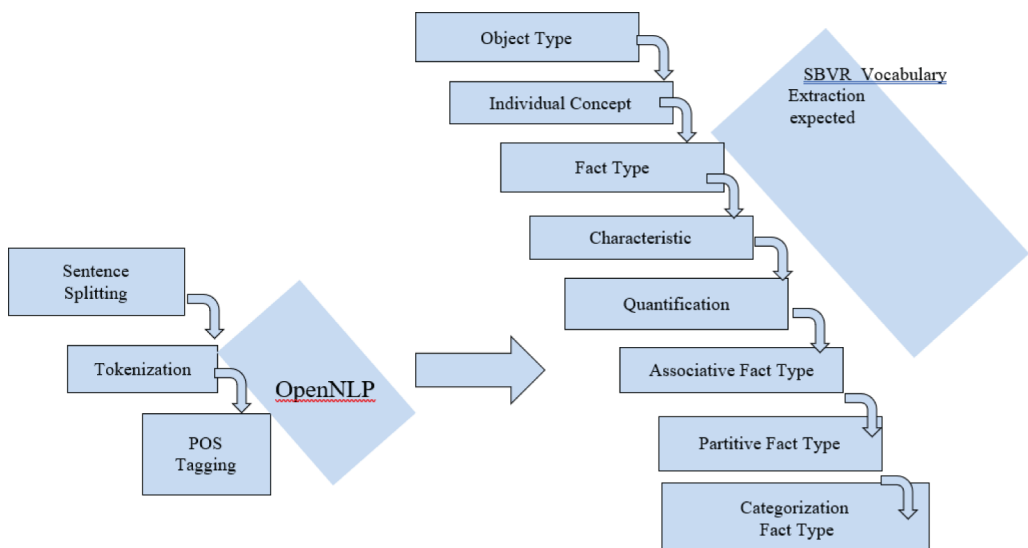 Object Type
SBVR Vocabulary
Extraction
expected
Individual Concept
Fact Type
Characteristic
Sentence
Splitting
Quantification
Tokenization
Associative Fact Type
OpenNLP
POS
Tagging
Partitive Fact Type
Categorization
Fact Type